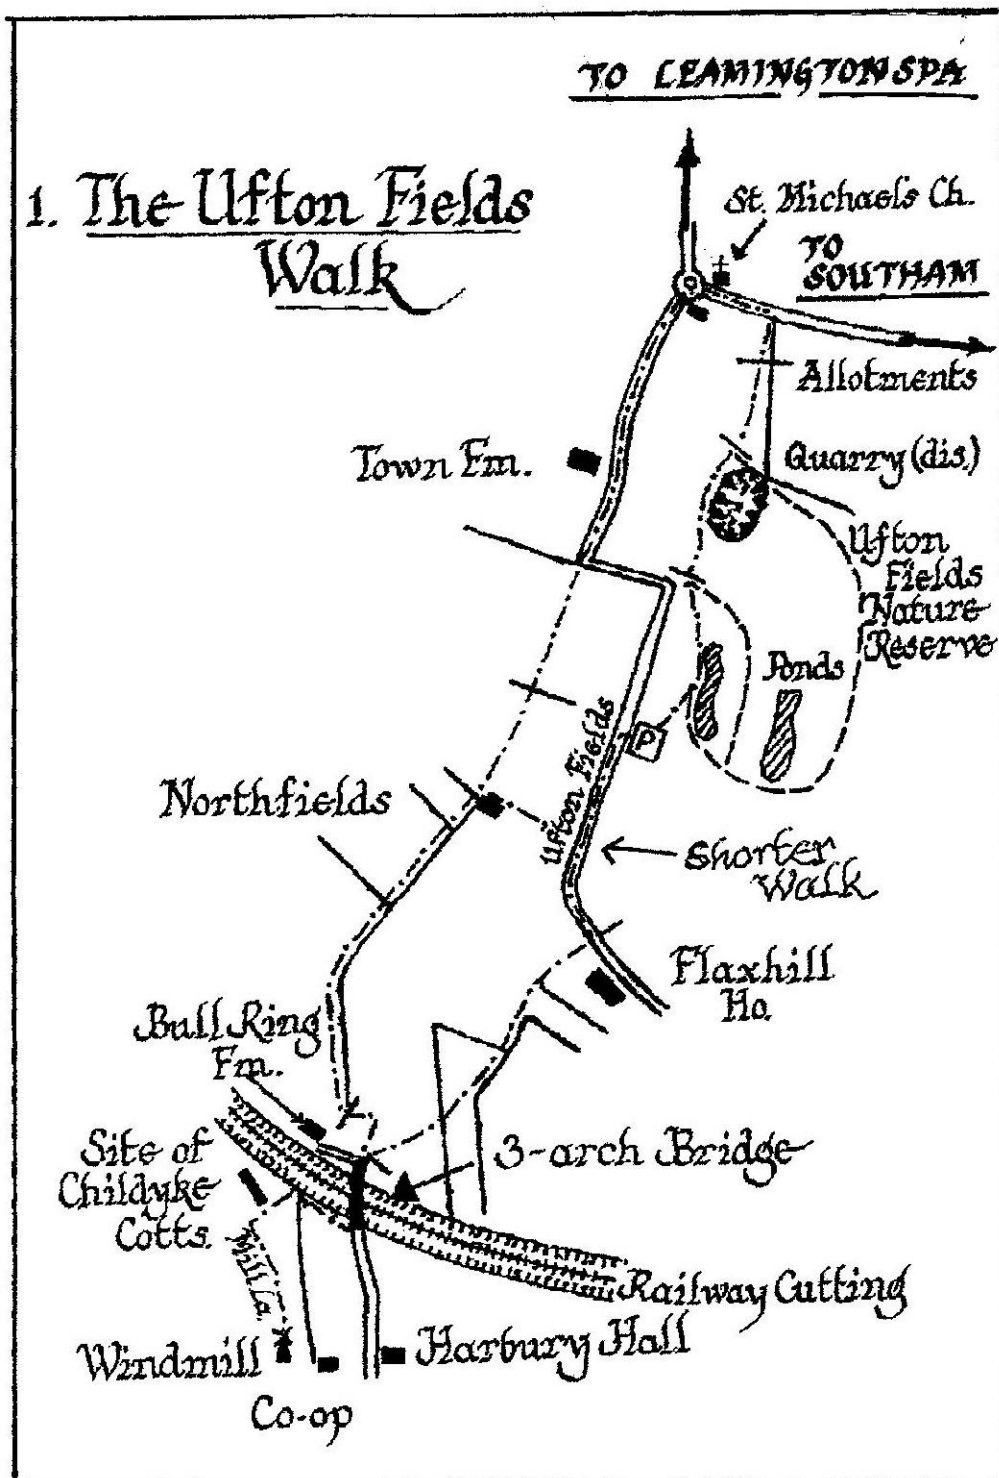 TO LEAMINGTON SPA
1. The Ufton Fields
Walk
St. Michaels Ch.
TO
SOUTHAM
Allotments
Town Fm.
Quarry (dis.)
Ufton
Fields
Nature
Reserve
Ponds
Ufton Fields
P
Northfields
Shorter
Walk
Flaxhill
Ho.
Bull Ring
Fm.
Site of
Childyke
Cotts.
3-arch Bridge
Mill La.
Railway Cutting
Windmill
Harbury Hall
Co-op